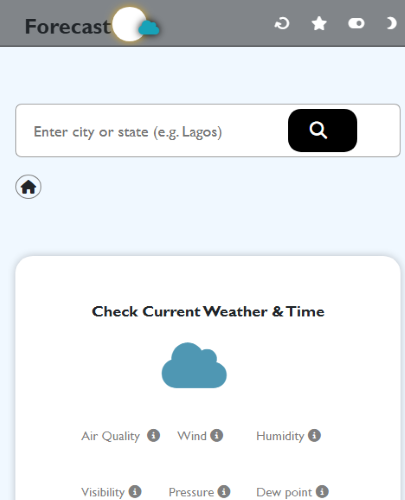 Forecast
Enter city or state (e.g. Lagos)
Check Current Weather & Time
Air Quality Wind Humidity
Visibility Pressure Dew point